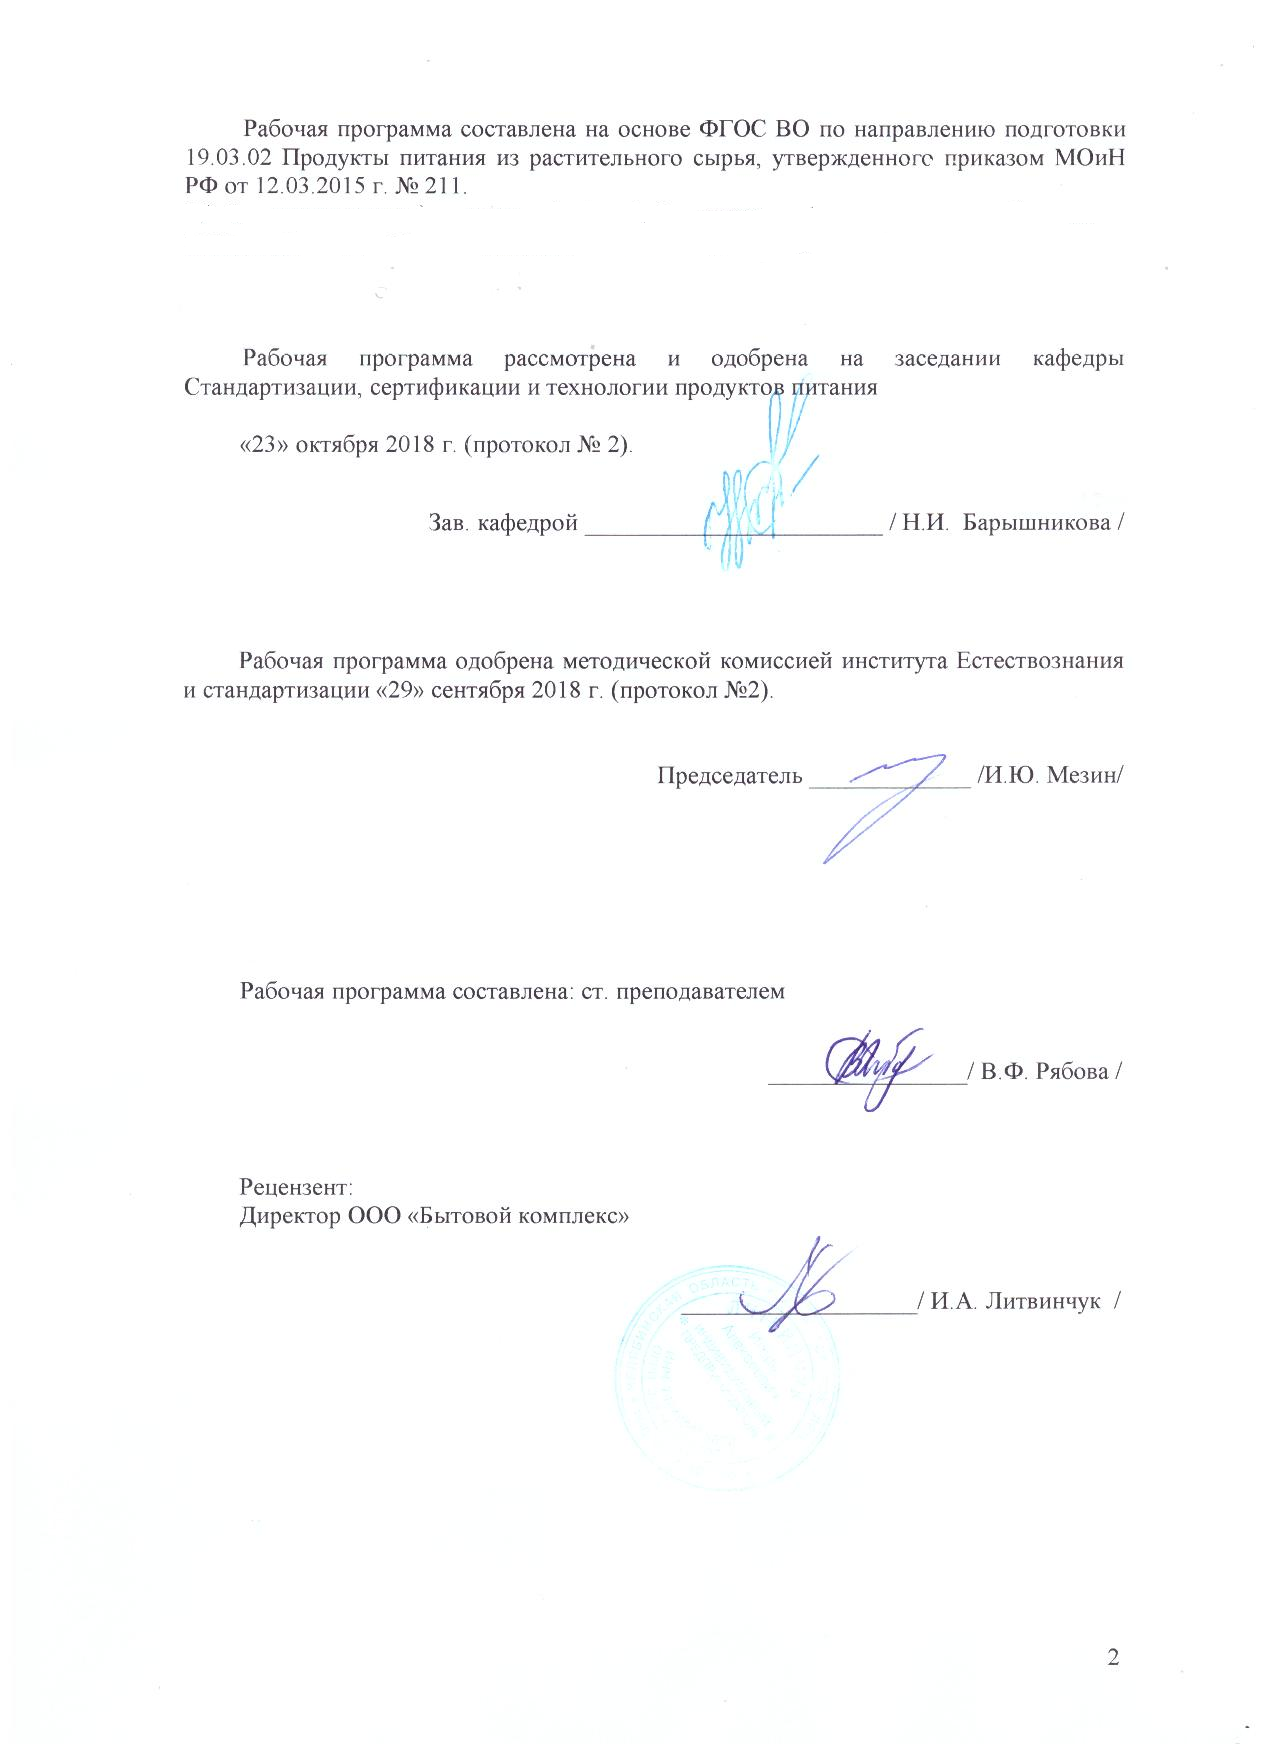 Рабочая программа составлена на основе ФГОС ВО по направлению подготовки
19.03.02 Продукты питания из растительного сырья, утвержденного приказом МОиН
РФ от 12.03.2015 г. № 211.
Рабочая программа рассмотрена и одобрена на заседании кафедры
Стандартизации, сертификации и технологии продуктов питания
«23» октября 2018 г. (протокол № 2).
Зав. кафедрой ________________________ / Н.И. Барышникова /
Рабочая программа одобрена методической комиссией института Естествознания
и стандартизации «29» сентября 2018 г. (протокол №2).
Председатель _____________ /И.Ю. Мезин/
Рабочая программа составлена: ст. преподавателем
________________/ В.Ф. Рябова /
Рецензент:
Директор ООО «Бытовой комплекс»
___________________/ И.А. Литвинчук /
ЧЕЛЯБИНСКАЯ ОБЛАСТЬ
2